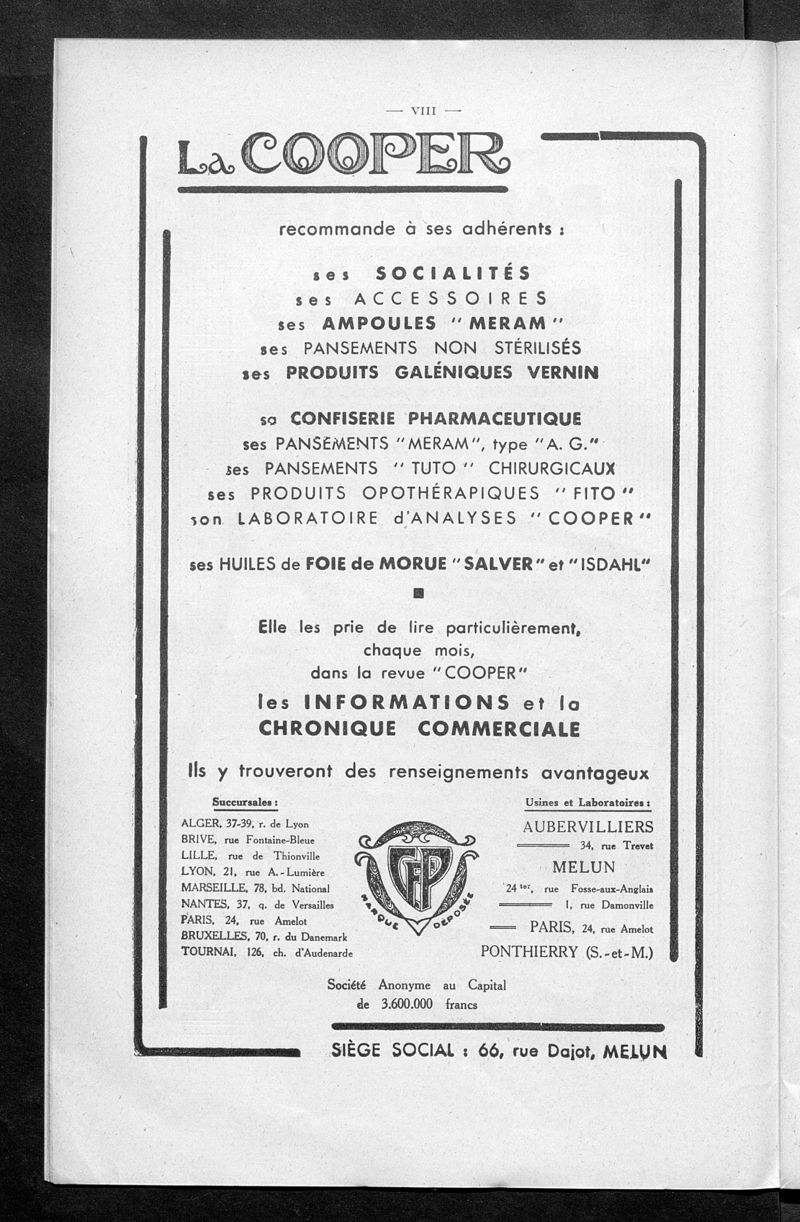 — VIII —
La COOPER
recommande à ses adhérents :
ses SOCIALITÉS
ses ACCESSOIRES
ses AMPOULES " MERAM "
ses PANSEMENTS NON STÉRILISÉS
ses PRODUITS GALÉNIQUES VERNIN
sa CONFISERIE PHARMACEUTIQUE
ses PANSEMENTS " MERAM ", type " A. G. "
ses PANSEMENTS " TUTO " CHIRURGICAUX
ses PRODUITS OPOTHÉRAPIQUES " FITO "
son LABORATOIRE d'ANALYSES " COOPER "
ses HUILES de FOIE de MORUE " SALVER " et " ISDAHL "
Elle les prie de lire particulièrement,
chaque mois,
dans la revue " COOPER "
les INFORMATIONS et la
CHRONIQUE COMMERCIALE
Ils y trouveront des renseignements avantageux
Succursales :
ALGER, 37-39, r. de Lyon
BRIVE, rue Fontaine-Bleue
LILLE, rue de Thionville
LYON, 21, rue A.-Lumière
MARSEILLE, 78, bd. National
NANTES, 37, q. de Versailles
PARIS, 24, rue Amelot
BRUXELLES, 70, r. du Danemark
TOURNAI, 126, ch. d'Audenarde
CFP
MARQUE DÉPOSÉE
Usines et Laboratoires :
AUBERVILLIERS
34, rue Trevet
MELUN
24 ter, rue Fosse-aux-Anglais
1, rue Damonville
PARIS, 24, rue Amelot
PONTHIERRY (S.-et-M.)
Société Anonyme au Capital
de 3.600.000 francs
SIÈGE SOCIAL : 66, rue Dajot, MELUN